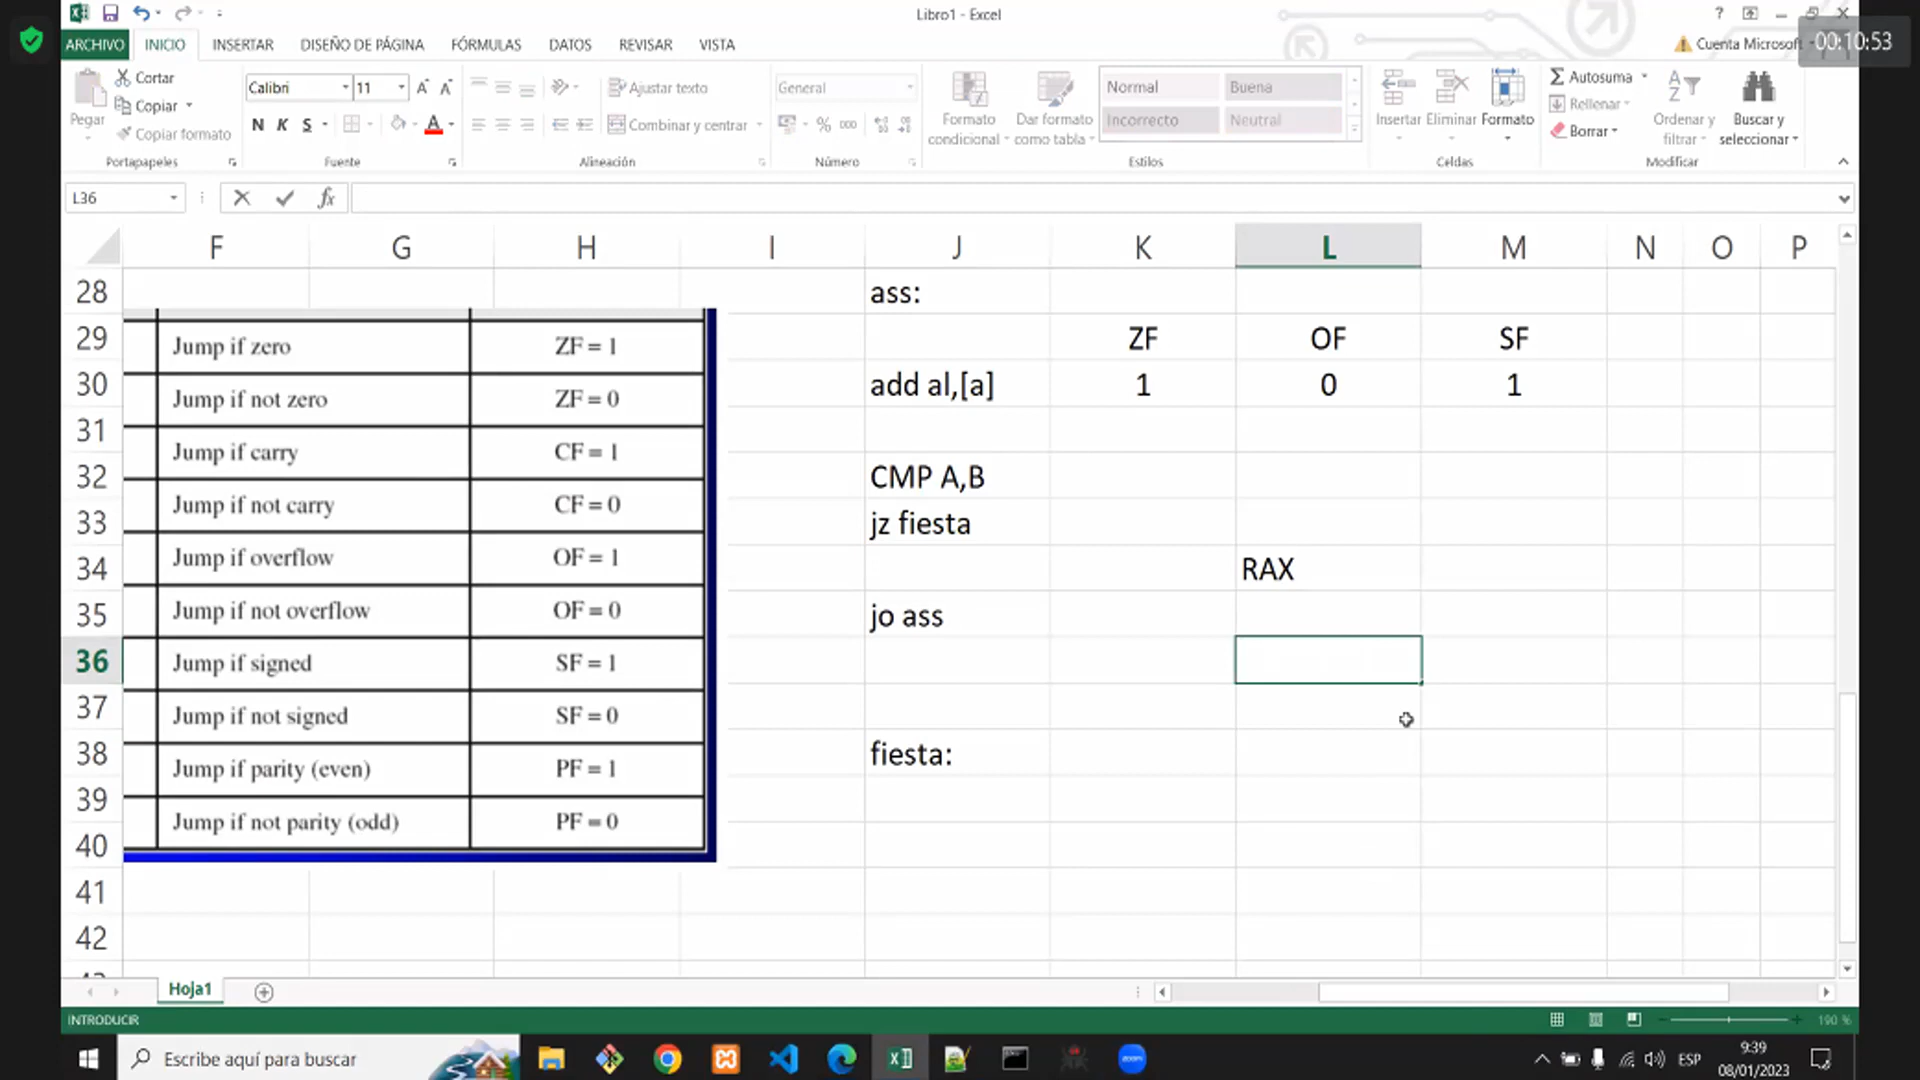 Libro1 - Excel
?
00:10:53
ARCHIVO INICIO INSERTAR DISEÑO DE PÁGINA FÓRMULAS DATOS REVISAR VISTA Cuenta Microsoft
Pegar
Cortar
Copiar
Copiar formato
Portapapeles
Calibri 11
N K S
Fuente
Ajustar texto
Combinar y centrar
Alineación
General
% 000
Número
Formato condicional
Dar formato como tabla
Normal Buena
Incorrecto Neutral
Estilos
Insertar Eliminar Formato
Celdas
Autosuma
Rellenar
Borrar
Ordenar y filtrar
Buscar y seleccionar
Modificar
L36 fx
F G H I J K L M N O P
28 ass:
29 Jump if zero ZF = 1 ZF OF SF
30 Jump if not zero ZF = 0 add al,[a] 1 0 1
31 Jump if carry CF = 1
32 CMP A,B
33 Jump if not carry CF = 0 jz fiesta
34 Jump if overflow OF = 1 RAX
35 Jump if not overflow OF = 0 jo ass
36 Jump if signed SF = 1
37 Jump if not signed SF = 0
38 Jump if parity (even) PF = 1 fiesta:
39 Jump if not parity (odd) PF = 0
40
41
42
Hoja1
INTRODUCIR 190 %
Escribe aquí para buscar
zoom
ESP
9:39
08/01/2023